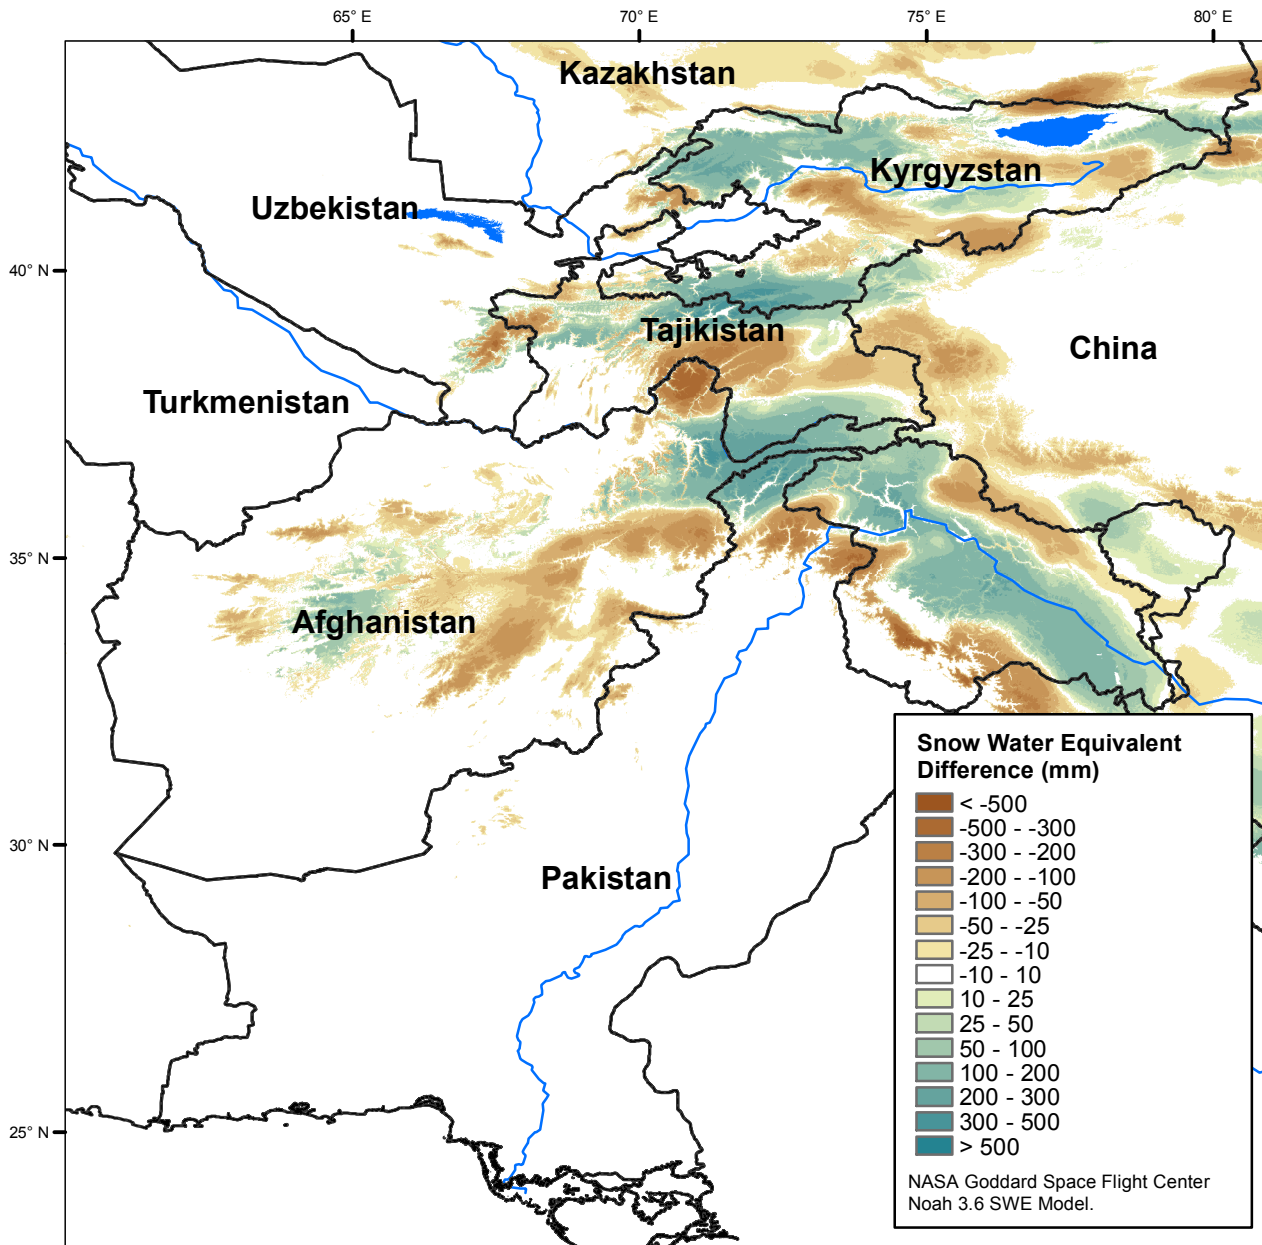 65° E
70° E
75° E
80° E
Kazakhstan
Kyrgyzstan
Uzbekistan
40° N
Tajikistan
China
Turkmenistan
35° N
Afghanistan
30° N
Pakistan
25° N
Snow Water Equivalent
Difference (mm)
< -500
-500 - -300
-300 - -200
-200 - -100
-100 - -50
-50 - -25
-25 - -10
-10 - 10
10 - 25
25 - 50
50 - 100
100 - 200
200 - 300
300 - 500
> 500
NASA Goddard Space Flight Center
Noah 3.6 SWE Model.